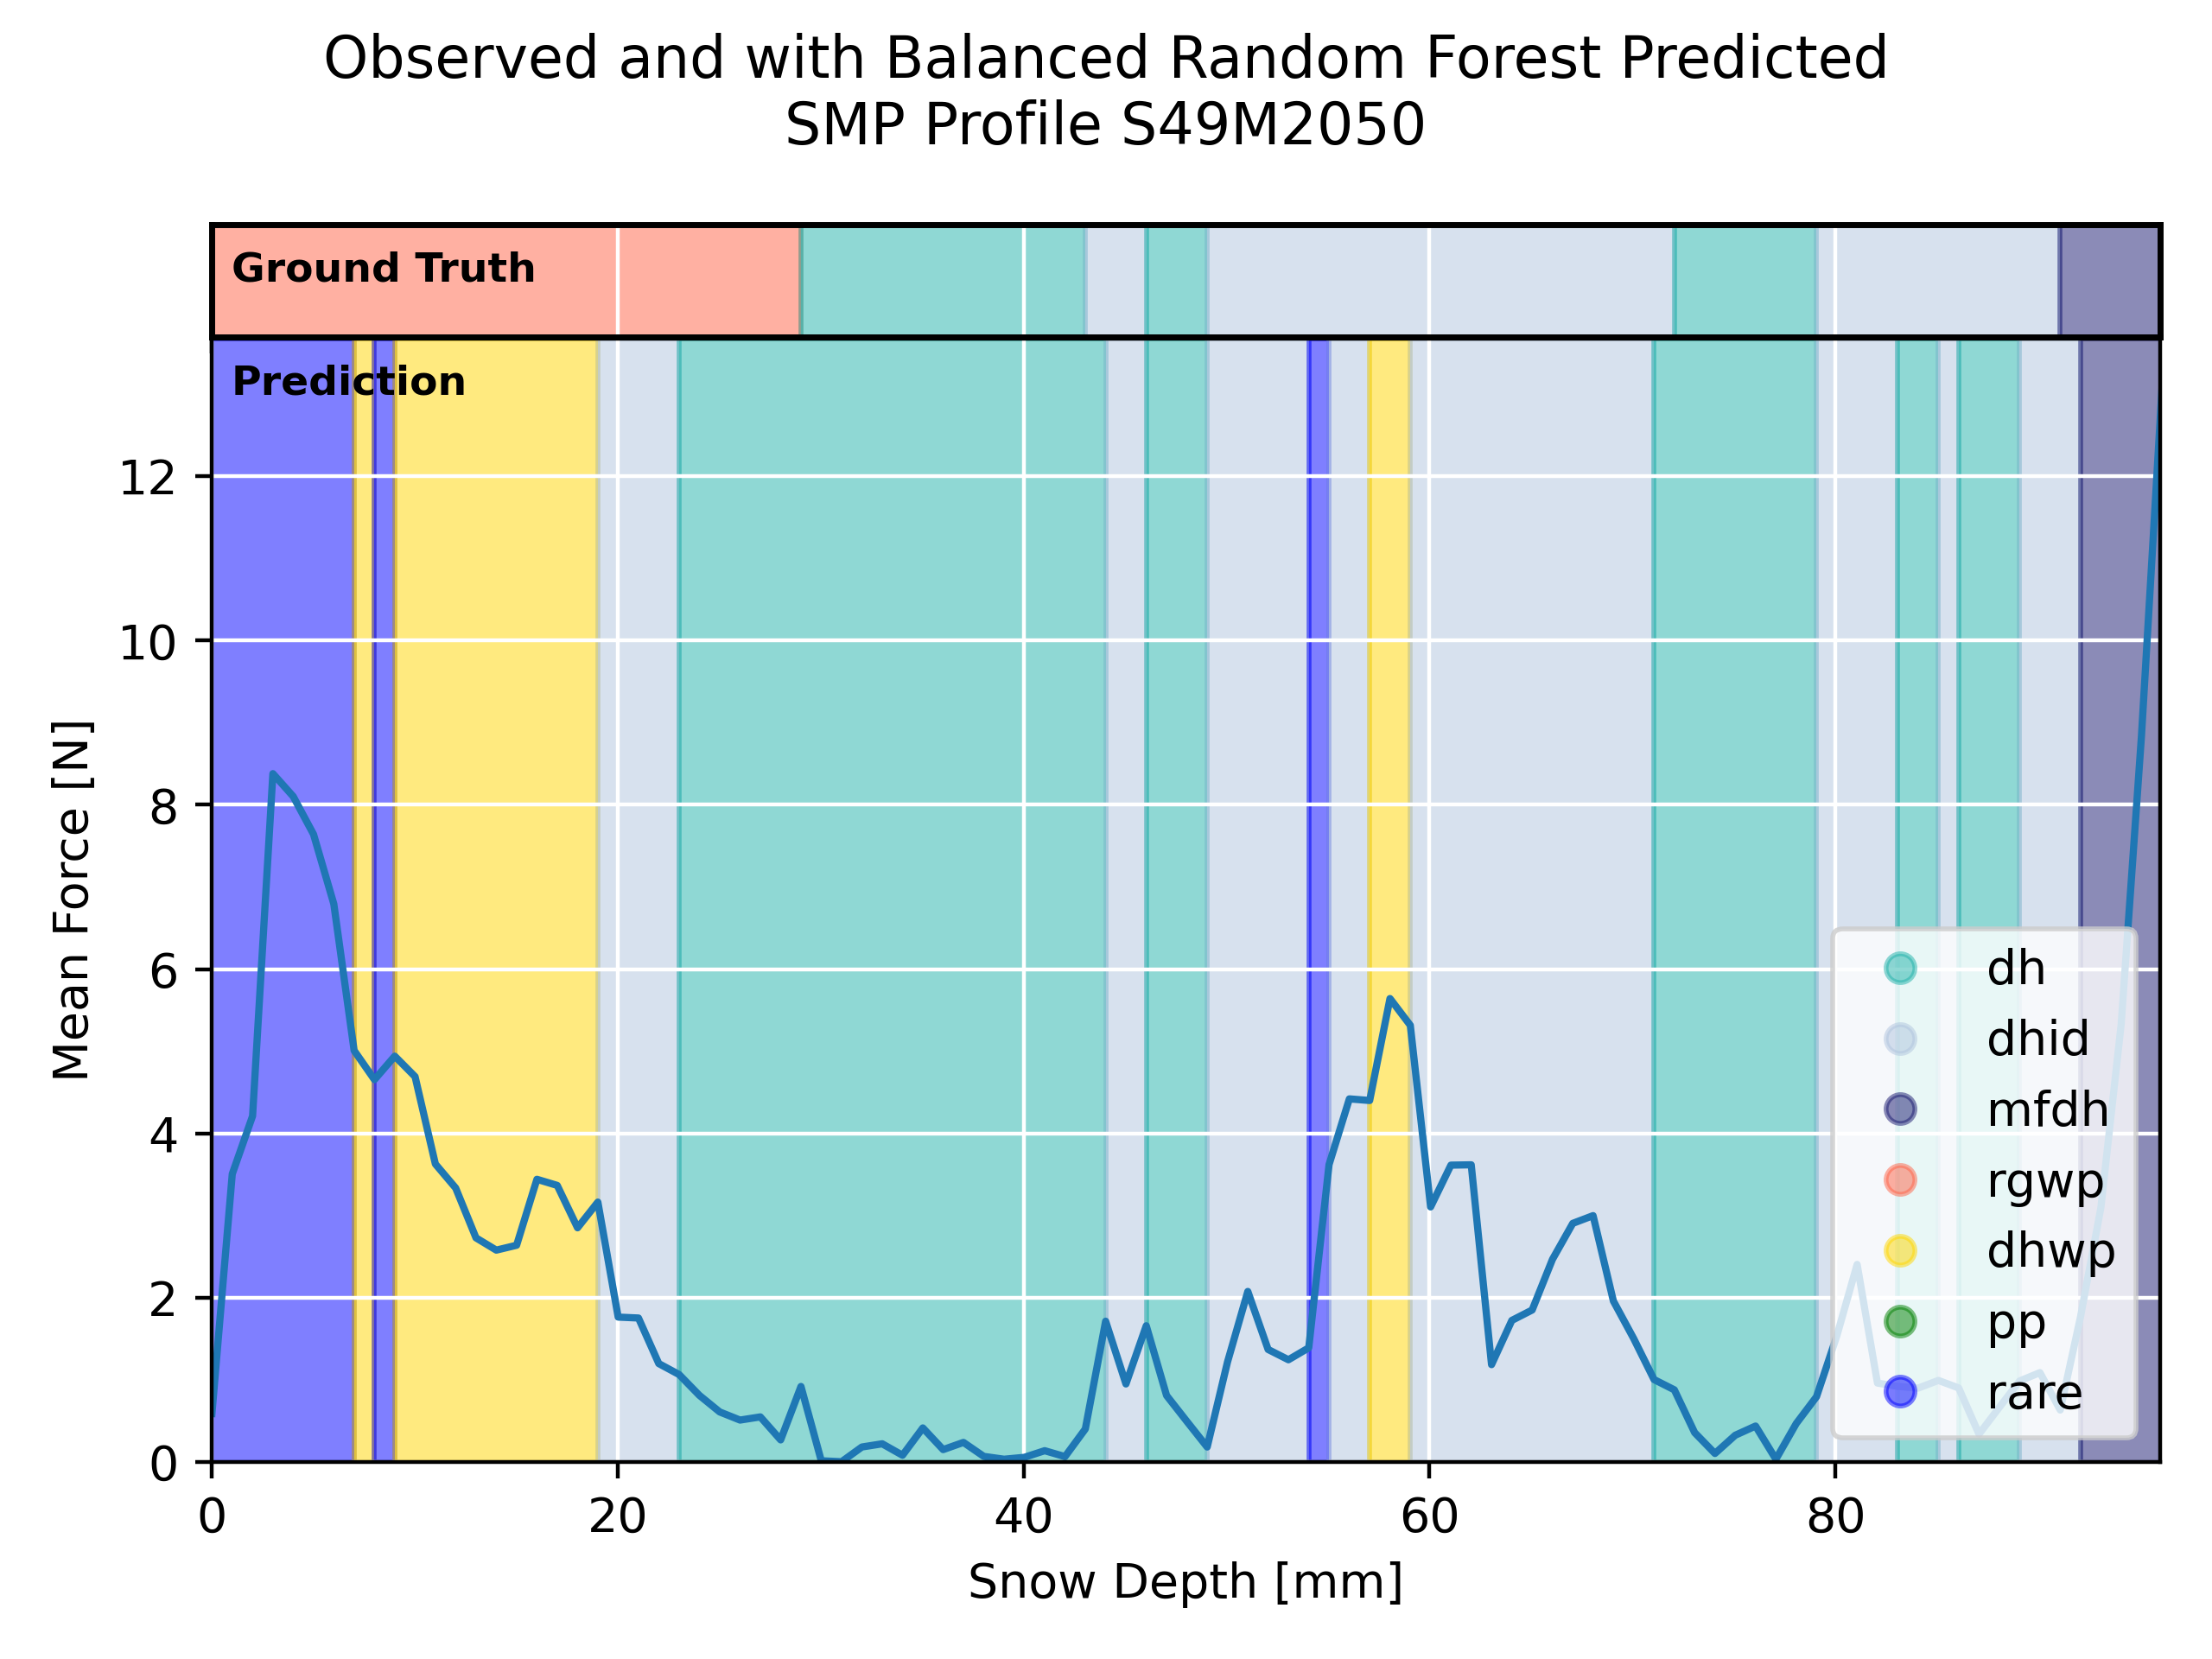 Observed and with Balanced Random Forest Predicted
SMP Profile S49M2050
Ground Truth
Prediction
12
10
8
6
4
2
0
Mean Force [N]
dh
dhid
mfdh
rgwp
dhwp
pp
rare
0 20 40 60 80
Snow Depth [mm]